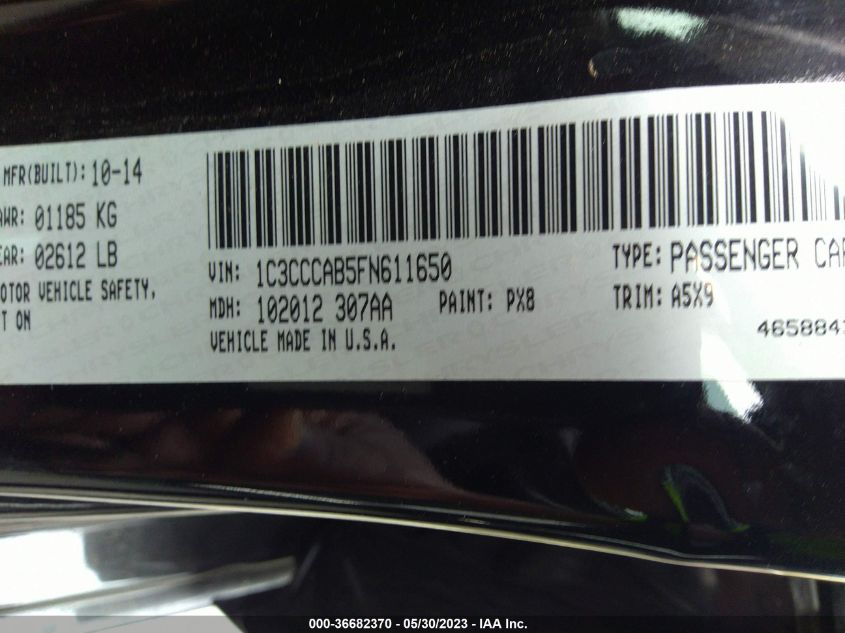 MFR(BUILT): 10-14
AWR: 01185 KG
EAR: 02612 LB
OTOR VEHICLE SAFETY,
T ON
VIN: 1C3CCCAB5FN611650
TYPE: PASSENGER CAR
MDH: 102012 307AA PAINT: PX8 TRIM: A5X9
VEHICLE MADE IN U.S.A.
465884
000-36682370 - 05/30/2023 - IAA Inc.